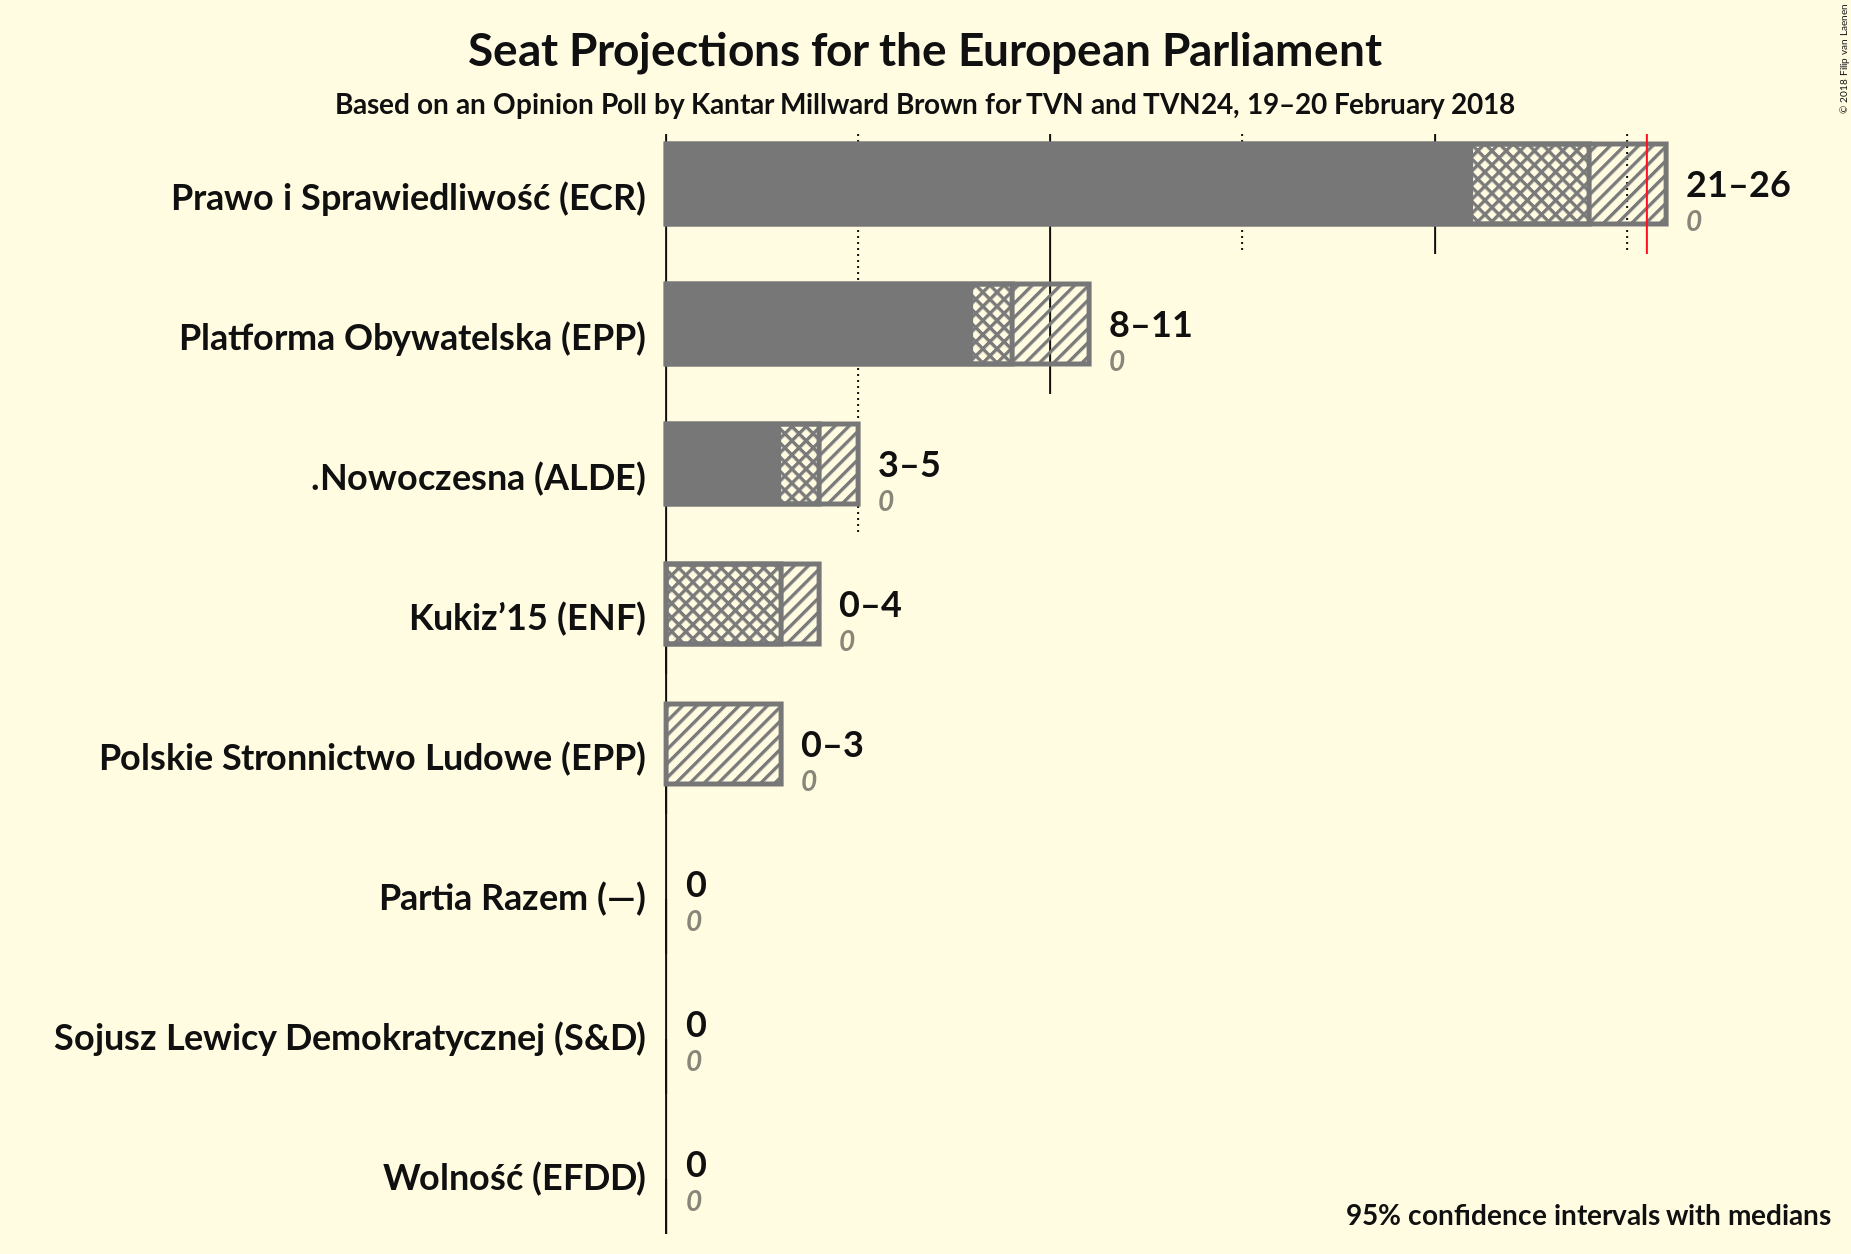 Seat Projections for the European Parliament
Based on an Opinion Poll by Kantar Millward Brown for TVN and TVN24, 19–20 February 2018
© 2018 Filip van Laenen
Prawo i Sprawiedliwość (ECR)
21–26
0
Platforma Obywatelska (EPP)
8–11
0
.Nowoczesna (ALDE)
3–5
0
Kukiz’15 (ENF)
0–4
0
Polskie Stronnictwo Ludowe (EPP)
0–3
0
Partia Razem (—)
0
0
Sojusz Lewicy Demokratycznej (S&D)
0
0
Wolność (EFDD)
0
0
95% confidence intervals with medians